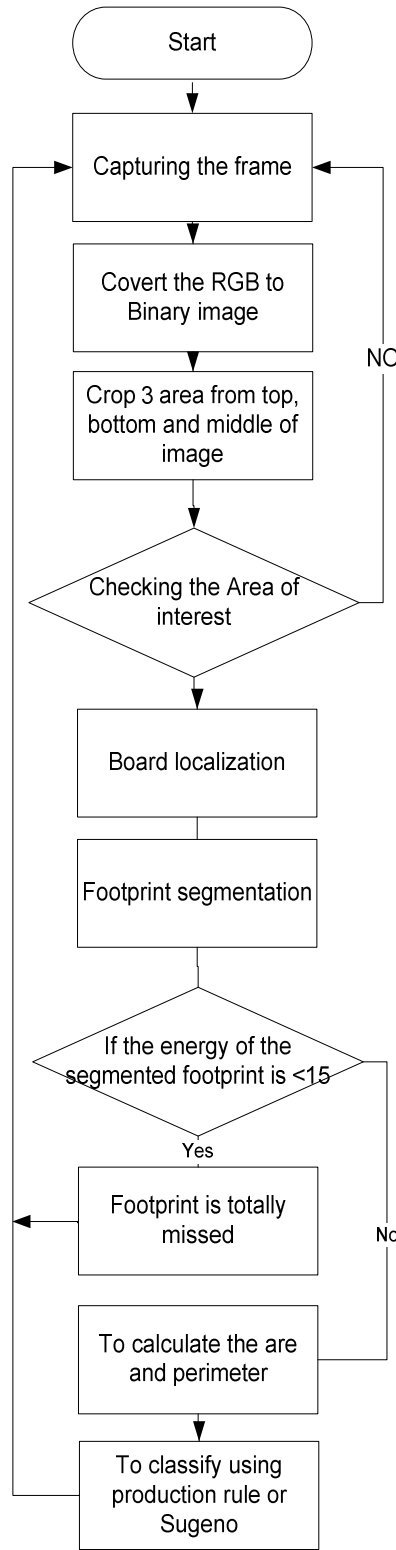 Start
Capturing the frame
Covert the RGB to
Binary image
NO
Crop 3 area from top,
bottom and middle of
image
Checking the Area of
interest
Board localization
Footprint segmentation
If the energy of the
segmented footprint is <15
Yes
Footprint is totally
missed
No
To calculate the are
and perimeter
To classify using
production rule or
Sugeno